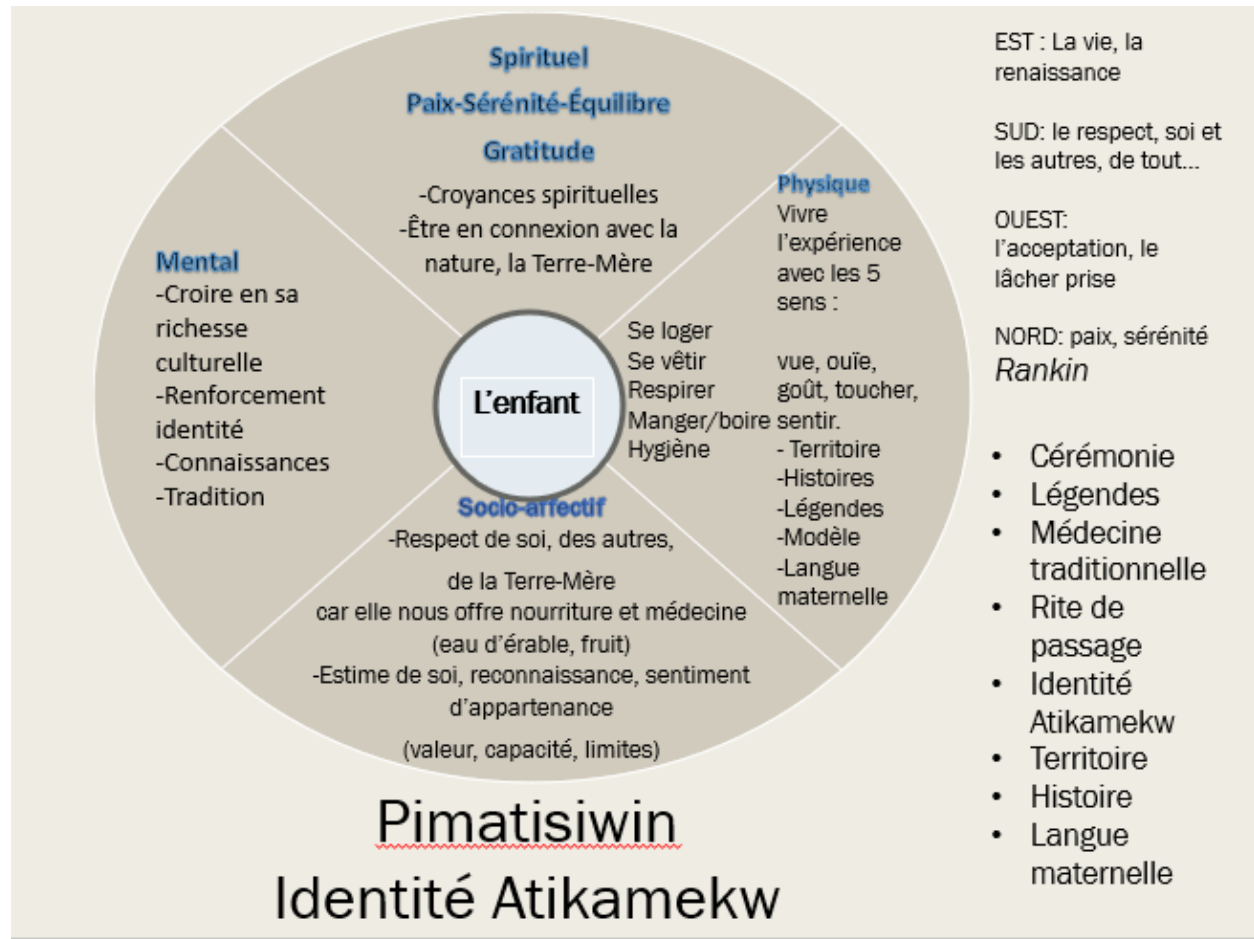 Spirituel
Paix-Sérénité-Équilibre
Gratitude
-Croyances spirituelles
-Être en connexion avec la
nature, la Terre-Mère
Mental
-Croire en sa
richesse
culturelle
-Renforcement
identité
-Connaissances
-Tradition
L'enfant
Se loger
Se vêtir
Respirer
Manger/boire
Hygiène
Physique
Vivre
l'expérience
avec les 5
sens :
vue, ouïe,
goût, toucher,
sentir.
- Territoire
-Histoires
-Légendes
-Modèle
-Langue
maternelle
Socio-affectif
-Respect de soi, des autres,
de la Terre-Mère
car elle nous offre nourriture et médecine
(eau d'érable, fruit)
-Estime de soi, reconnaissance, sentiment
d'appartenance
(valeur, capacité, limites)
Pimatisiwin
Identité Atikamekw
EST : La vie, la
renaissance
SUD: le respect, soi et
les autres, de tout...
OUEST:
l'acceptation, le
lâcher prise
NORD: paix, sérénité
Rankin
• Cérémonie
• Légendes
• Médecine
traditionnelle
• Rite de
passage
• Identité
Atikamekw
• Territoire
• Histoire
• Langue
maternelle